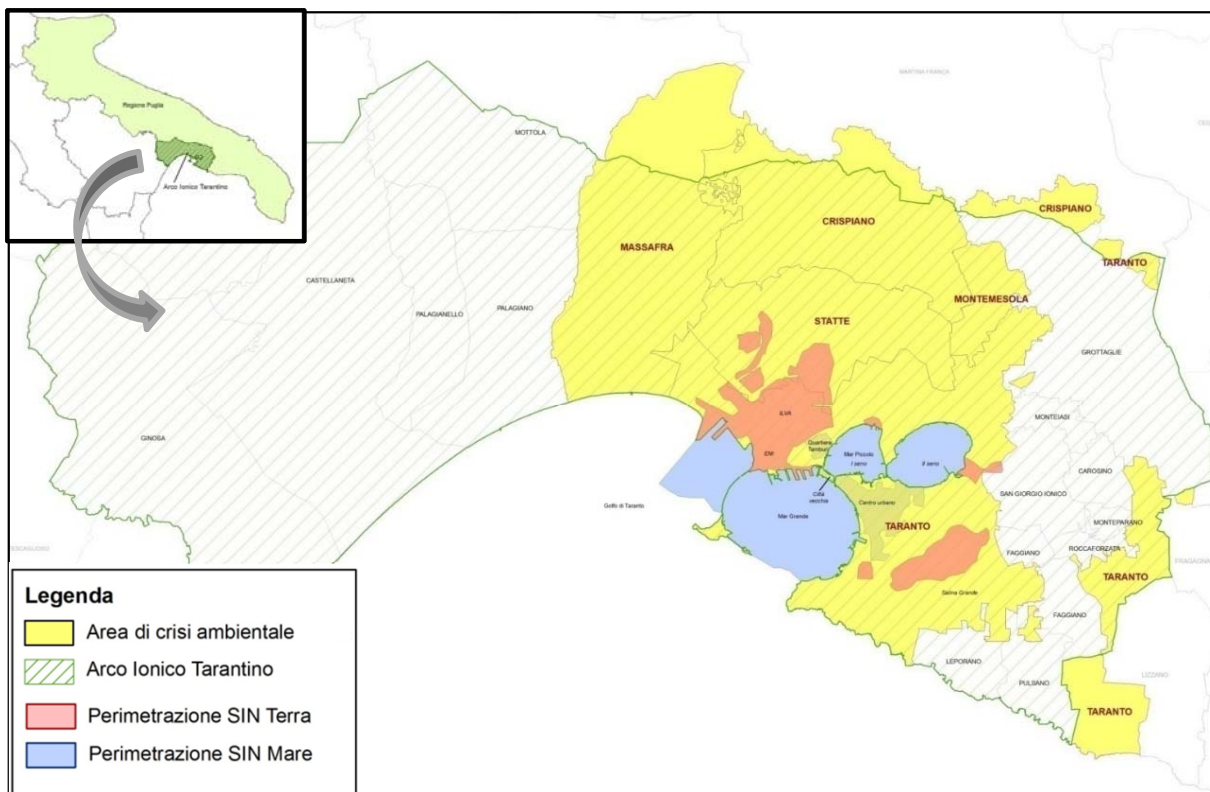 Regione Puglia
Arco Ionico Tarantino
MARTINA FRANCA
MOTTOLA
CRISPIANO
CRISPIANO
MASSAFRA
TARANTO
CASTELLANETA
MONTEMESOLA
PALAGIANELLO
PALAGIANO
STATTE
GROTTAGLIE
ILVA
MONTEIASI
GINOSA
Quartiere
Tamburi
ENI
Mar Piccolo
I seno
II seno
CAROSINO
Città
vecchia
Centro urbano
SAN GIORGIO IONICO
Golfo di Taranto
Mar Grande
MONTEPARANO
TARANTO
ROCCAFORZATA
FAGGIANO
FRAGAGNA
TARANTO
Salina Grande
FAGGIANO
LEPORANO
LIZZANO
PULSANO
TARANTO
Legenda
Area di crisi ambientale
Arco Ionico Tarantino
Perimetrazione SIN Terra
Perimetrazione SIN Mare